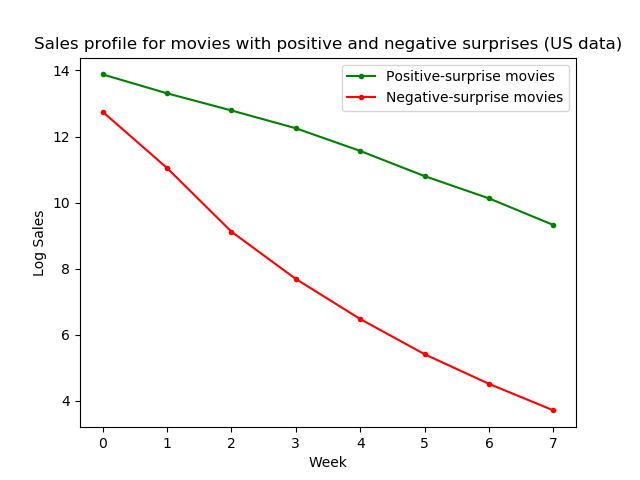 Sales profile for movies with positive and negative surprises (US data)
Positive-surprise movies
Negative-surprise movies
Log Sales
14
12
10
8
6
4
0 1 2 3 4 5 6 7
Week